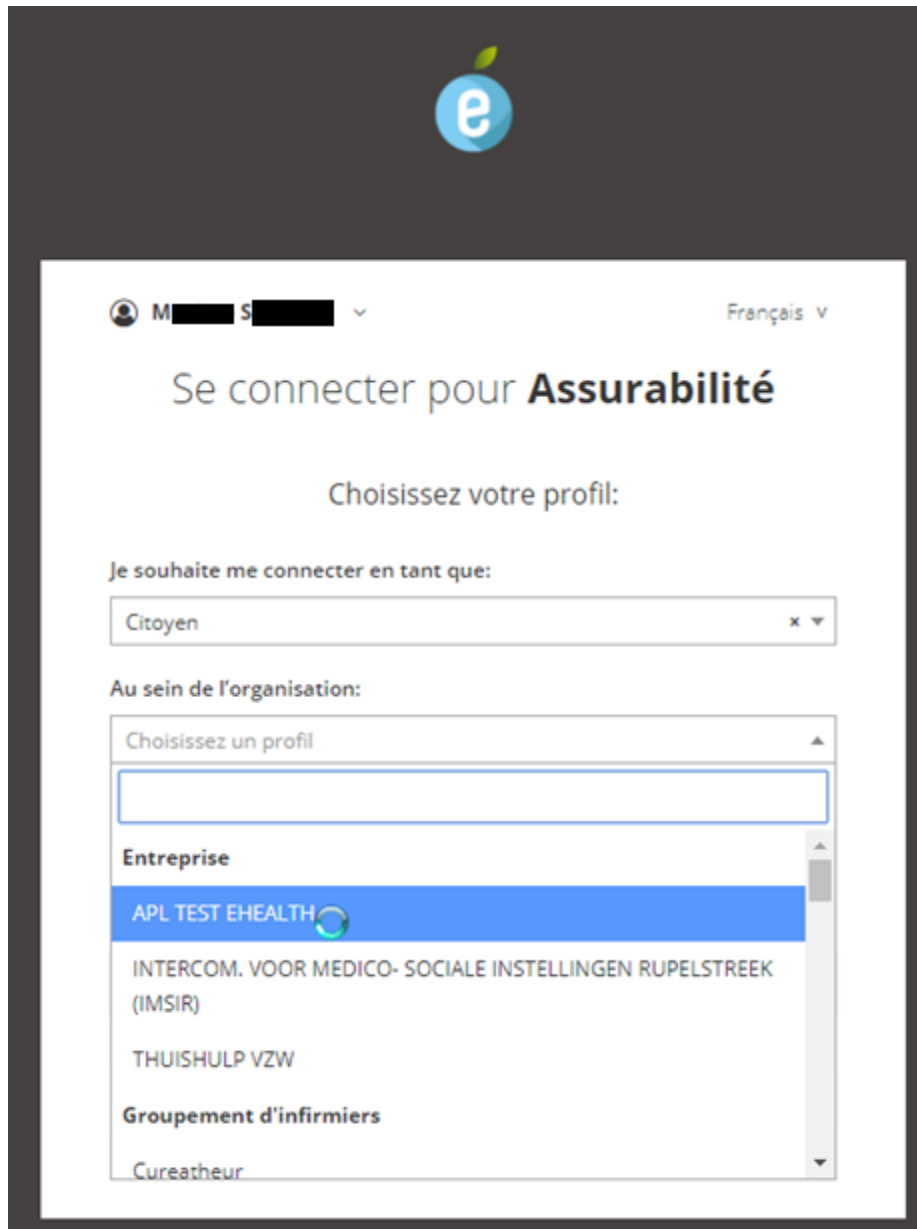 e
M S
Français
Se connecter pour Assurabilité
Choisissez votre profil:
Je souhaite me connecter en tant que:
Citoyen
Au sein de l'organisation:
Choisissez un profil
Entreprise
APL TEST EHEALTH
INTERCOM. VOOR MEDICO- SOCIALE INSTELLINGEN RUPELSTREEK
(IMSIR)
THUISHULP VZW
Groupement d'infirmiers
Cureatheur